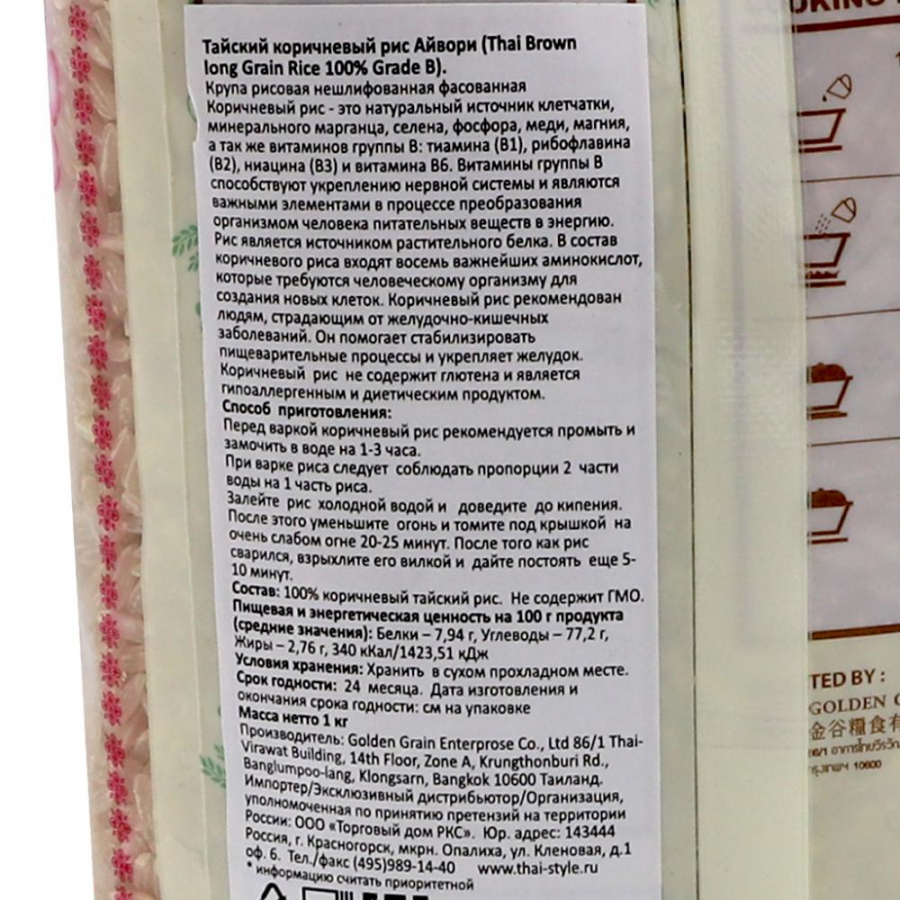 Тайский коричневый рис Айвори (Thai Brown
long Grain Rice 100% Grade B).
Крупа рисовая нешлифованная фасованная
Коричневый рис - это натуральный источник клетчатки,
минерального марганца, селена, фосфора, меди, магния,
а так же витаминов группы В: тиамина (В1), рибофлавина
(В2), ниацина (В3) и витамина В6. Витамины группы В
способствуют укреплению нервной системы и являются
важными элементами в процессе преобразования
организмом человека питательных веществ в энергию.
Рис является источником растительного белка. В состав
коричневого риса входят восемь важнейших аминокислот,
которые требуются человеческому организму для
создания новых клеток. Коричневый рис рекомендован
людям, страдающим от желудочно-кишечных
заболеваний. Он помогает стабилизировать
пищеварительные процессы и укрепляет желудок.
Коричневый рис не содержит глютена и является
гипоаллергенным и диетическим продуктом.
Способ приготовления:
Перед варкой коричневый рис рекомендуется промыть и
замочить в воде на 1-3 часа.
При варке риса следует соблюдать пропорции 2 части
воды на 1 часть риса.
Залейте рис холодной водой и доведите до кипения.
После этого уменьшите огонь и томите под крышкой на
очень слабом огне 20-25 минут. После того как рис
сварился, взрыхлите его вилкой и дайте постоять еще 5-
10 минут.
Состав: 100% коричневый тайский рис. Не содержит ГМО.
Пищевая и энергетическая ценность на 100 г продукта
(средние значения): Белки – 7,94 г, Углеводы – 77,2 г,
Жиры – 2,76 г, 340 кКал/1423,51 кДж
Условия хранения: Хранить в сухом прохладном месте.
Срок годности: 24 месяца. Дата изготовления и
окончания срока годности: см на упаковке
Масса нетто 1 кг
Производитель: Golden Grain Enterprose Co., Ltd 86/1 Thai-
Virawat Building, 14th Floor, Zone A, Krungthonburi Rd.,
Banglumpoo-lang, Klongsarn, Bangkok 10600 Таиланд.
Импортер/Эксклюзивный дистрибьютор/Организация,
уполномоченная по принятию претензий на территории
России: ООО «Торговый дом РКС». Юр. адрес: 143444
Россия, г. Красногорск, мкрн. Опалиха, ул. Кленовая, д.1
оф. 6. Тел./факс (495)989-14-40 www.thai-style.ru
* информацию считать приоритетной
OKING
TED BY :
GOLDEN
金谷糧食有
10600